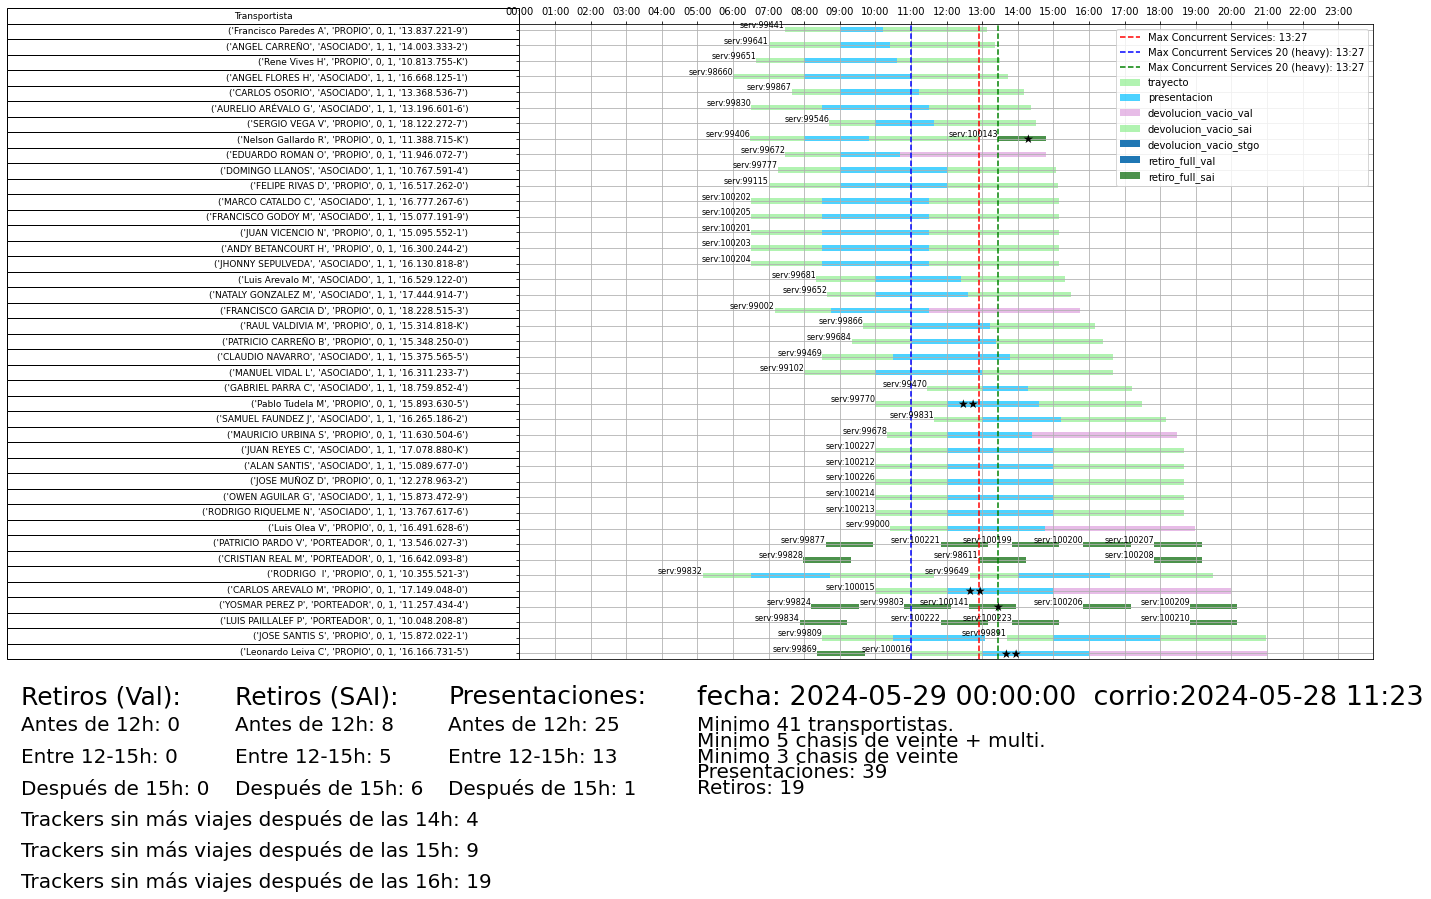 Transportista
00:00 01:00 02:00 03:00 04:00 05:00 06:00 07:00 08:00 09:00 10:00 11:00 12:00 13:00 14:00 15:00 16:00 17:00 18:00 19:00 20:00 21:00 22:00 23:00
('Francisco Paredes A', 'PROPIO', 0, 1, '13.837.221-9') serv:99441
('ANGEL CARREÑO', 'ASOCIADO', 1, 1, '14.003.333-2') serv:99641
('Rene Vives H', 'PROPIO', 0, 1, '10.813.755-K') serv:99651
('ANGEL FLORES H', 'ASOCIADO', 1, 1, '16.668.125-1') serv:98660
('CARLOS OSORIO', 'ASOCIADO', 1, 1, '13.368.536-7') serv:99867
('AURELIO ARÉVALO G', 'ASOCIADO', 1, 1, '13.196.601-6') serv:99830
('SERGIO VEGA V', 'PROPIO', 0, 1, '18.122.272-7') serv:99546
('Nelson Gallardo R', 'PROPIO', 0, 1, '11.388.715-K') serv:99406 serv:100143
('EDUARDO ROMAN O', 'PROPIO', 0, 1, '11.946.072-7') serv:99672
('DOMINGO LLANOS', 'PROPIO', 0, 1, '10.767.591-4') serv:99777
('FELIPE RIVAS D', 'PROPIO', 0, 1, '16.517.262-0') serv:99115
('MARCO CATALDO C', 'ASOCIADO', 1, 1, '16.777.267-6') serv:100202
('FRANCISCO GODOY M', 'ASOCIADO', 1, 1, '15.077.191-9') serv:100205
('JUAN VICENCIO N', 'PROPIO', 0, 1, '15.095.552-1') serv:100201
('ANDY BETANCOURT H', 'PROPIO', 0, 1, '16.300.244-2') serv:100203
('JHONNY SEPULVEDA', 'ASOCIADO', 1, 1, '16.130.818-8') serv:100204
('Luis Arevalo M', 'ASOCIADO', 1, 1, '16.529.122-0') serv:99681
('NATALY GONZALEZ M', 'ASOCIADO', 1, 1, '17.444.914-7') serv:99652
('FRANCISCO GARCIA D', 'PROPIO', 0, 1, '18.228.515-3') serv:99002
('RAUL VALDIVIA M', 'PROPIO', 0, 1, '15.314.818-K') serv:99866
('PATRICIO CARREÑO B', 'PROPIO', 0, 1, '15.348.250-0') serv:99684
('CLAUDIO NAVARRO', 'ASOCIADO', 1, 1, '15.375.565-5') serv:99469
('MANUEL VIDAL L', 'ASOCIADO', 1, 1, '16.311.233-7') serv:99102
('GABRIEL PARRA C', 'ASOCIADO', 1, 1, '18.759.852-4') serv:99470
('Pablo Tudela M', 'PROPIO', 0, 1, '15.893.630-5') serv:99770
('SAMUEL FAUNDEZ J', 'ASOCIADO', 1, 1, '16.265.186-2') serv:99831
('MAURICIO URBINA S', 'PROPIO', 0, 1, '11.630.504-6') serv:99678
('JUAN REYES C', 'ASOCIADO', 1, 1, '17.078.880-K') serv:100227
('ALAN SANTIS', 'PROPIO', 0, 1, '15.089.677-0') serv:100212
('JOSE MUÑOZ D', 'PROPIO', 0, 1, '12.278.963-2') serv:100226
('OWEN AGUILAR G', 'ASOCIADO', 1, 1, '15.873.472-9') serv:100214
('RODRIGO RIQUELME N', 'ASOCIADO', 1, 1, '13.767.617-6') serv:100213
('Luis Olea V', 'PROPIO', 0, 1, '16.491.628-6') serv:99000
('PATRICIO PARDO V', 'PORTEADOR', 0, 1, '13.546.027-3') serv:99877 serv:100221 serv:100199 serv:100200 serv:100207
('CRISTIAN REAL M', 'PORTEADOR', 0, 1, '16.642.093-8') serv:99828 serv:98611 serv:100208
('RODRIGO  I', 'PROPIO', 0, 1, '10.355.521-3') serv:99832 serv:99649
('CARLOS AREVALO M', 'PROPIO', 0, 1, '17.149.048-0') serv:100015
('YOSMAR PEREZ P', 'PORTEADOR', 0, 1, '11.257.434-4') serv:99824 serv:99803 serv:100141 serv:100206 serv:100209
('LUIS PAILLALEF P', 'PORTEADOR', 0, 1, '10.048.208-8') serv:99834 serv:100222 serv:100223 serv:100210
('JOSE SANTIS S', 'PROPIO', 0, 1, '15.872.022-1') serv:99809 serv:99891
('Leonardo Leiva C', 'PROPIO', 0, 1, '16.166.731-5') serv:99869 serv:100016
Max Concurrent Services: 13:27
Max Concurrent Services 20 (heavy): 13:27
Max Concurrent Services 20 (heavy): 13:27
trayecto
presentacion
devolucion_vacio_val
devolucion_vacio_sai
devolucion_vacio_stgo
retiro_full_val
retiro_full_sai
Retiros (Val):
Antes de 12h: 0
Entre 12-15h: 0
Después de 15h: 0
Retiros (SAI):
Antes de 12h: 8
Entre 12-15h: 5
Después de 15h: 6
Presentaciones:
Antes de 12h: 25
Entre 12-15h: 13
Después de 15h: 1
Trackers sin más viajes después de las 14h: 4
Trackers sin más viajes después de las 15h: 9
Trackers sin más viajes después de las 16h: 19
fecha: 2024-05-29 00:00:00  corrio:2024-05-28 11:23
Minimo 41 transportistas.
Minimo 5 chasis de veinte + multi.
Minimo 3 chasis de veinte
Presentaciones: 39
Retiros: 19